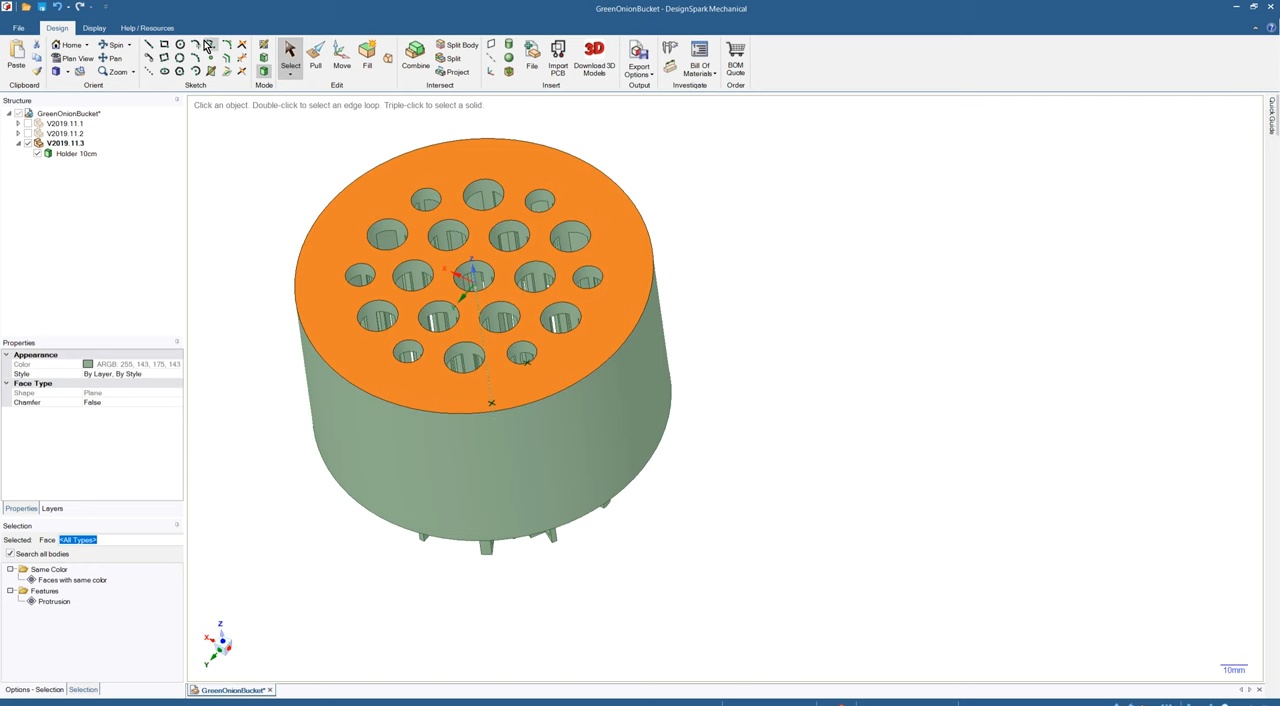 GreenOnionBucket - DesignSpark Mechanical
File Design Display Help / Resources
Paste
Clipboard
Home Spin
Plan View Pan
Zoom
Orient
Sketch
Mode
Select Pull Move Fill
Edit
Combine
Split Body
Split
Project
Intersect
File Import PCB Download 3D Models
3D
Insert
Export Options
Output
Bill Of Materials
Investigate
BOM Quote
Order
Structure
GreenOnionBucket*
V2019.11.1
V2019.11.2
V2019.11.3
Holder 10cm
Click an object. Double-click to select an edge loop. Triple-click to select a solid.
Quick Guide
X
Z
Properties
Appearance
Color ARGB: 255, 143, 175, 143
Style By Layer, By Style
Face Type
Shape Plane
Chamfer False
Properties Layers
Selection
Selected: Face <All Types>
Search all bodies
Same Color
Faces with same color
Features
Protrusion
Z
X
Y
10mm
Options - Selection Selection
GreenOnionBucket*